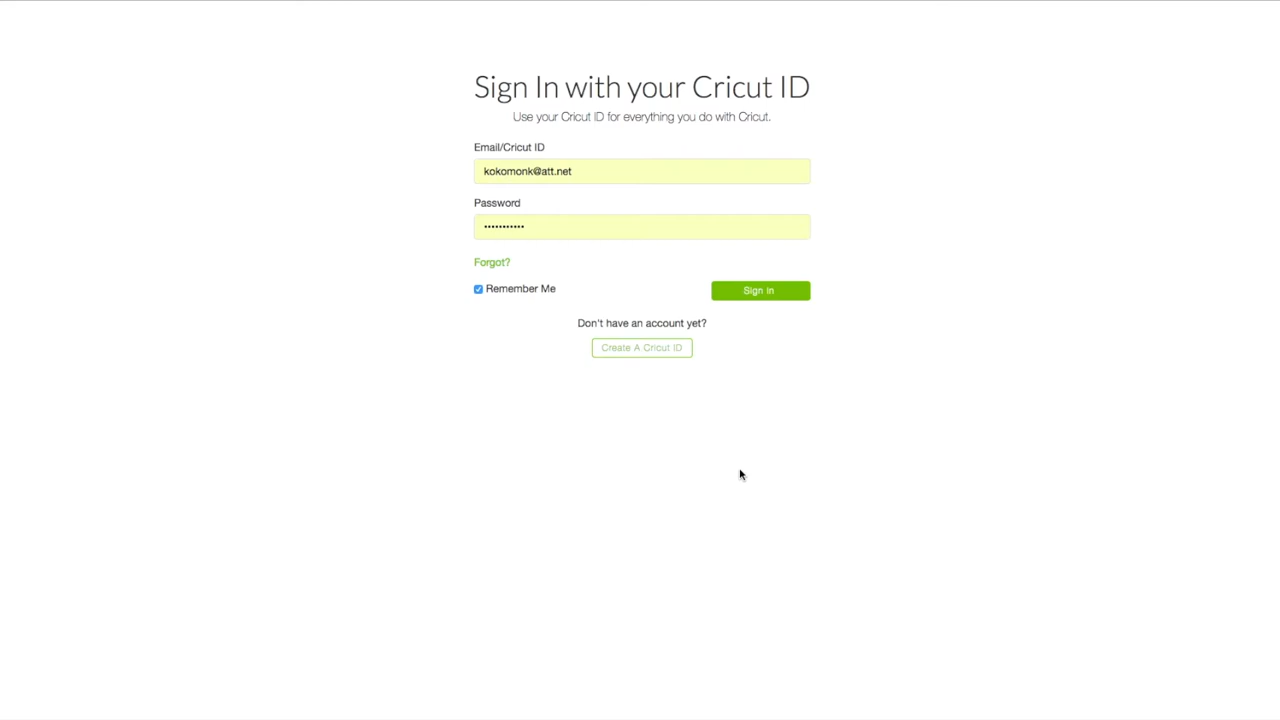 Sign In with your Cricut ID
Use your Cricut ID for everything you do with Cricut.
Email/Cricut ID
kokomonk@att.net
Password
•••••••••••
Forgot?
Remember Me
Sign in
Don't have an account yet?
Create A Cricut ID